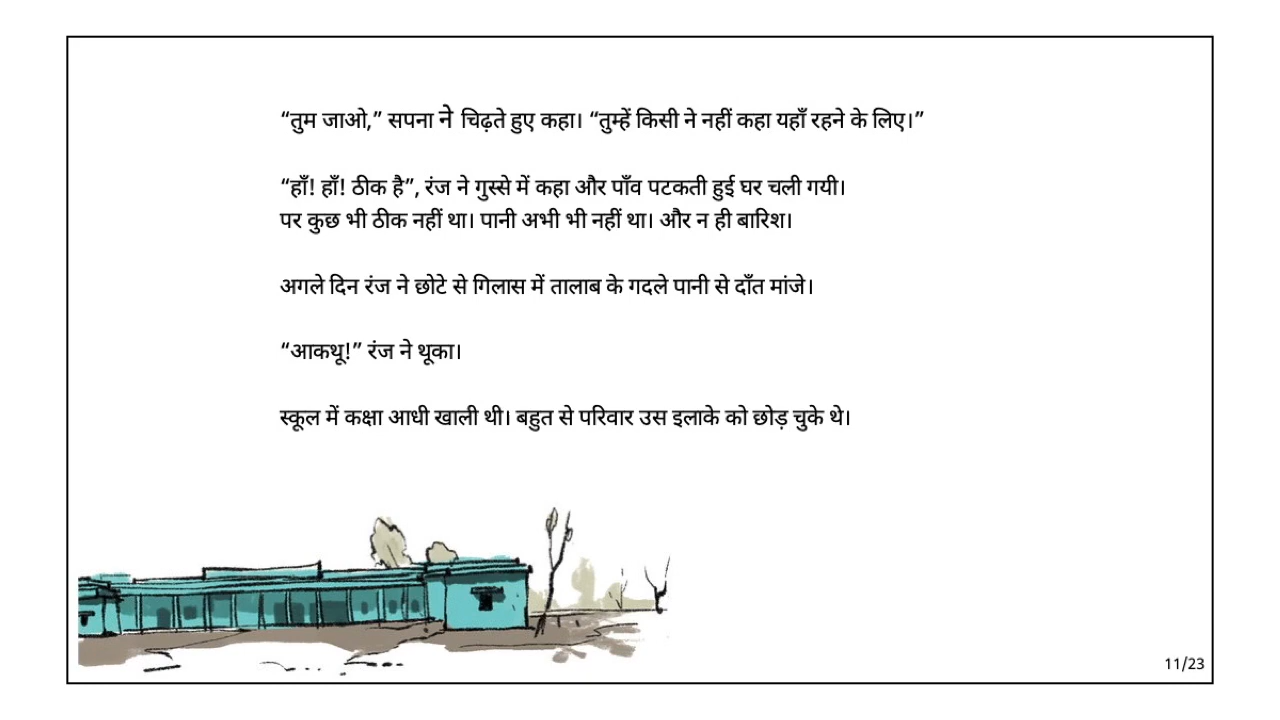 “तुम जाओ,” सपना ने चिढ़ते हुए कहा। “तुम्हें किसी ने नहीं कहा यहाँ रहने के लिए।”
“हाँ! हाँ! ठीक है”, रंज ने गुस्से में कहा और पाँव पटकती हुई घर चली गयी।
पर कुछ भी ठीक नहीं था। पानी अभी भी नहीं था। और न ही बारिश।
अगले दिन रंज ने छोटे से गिलास में तालाब के गदले पानी से दाँत मांजे।
“आकथू!” रंज ने थूका।
स्कूल में कक्षा आधी खाली थी। बहुत से परिवार उस इलाके को छोड़ चुके थे।
11/23